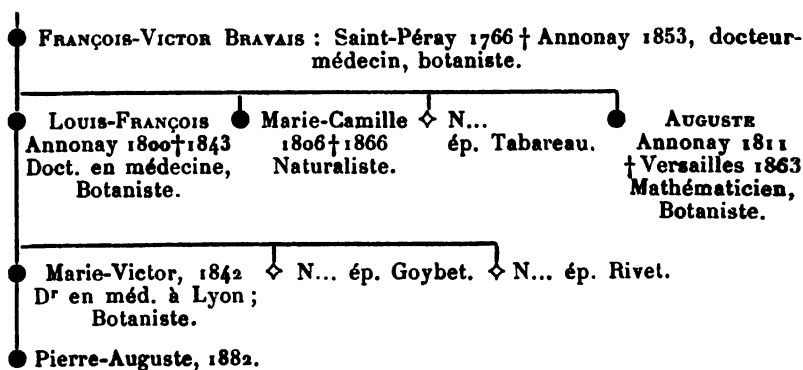 FRANÇOIS-VICTOR BRAVAIS : Saint-Péray 1766 † Annonay 1853, docteur-
médecin, botaniste.
LOUIS-FRANÇOIS
Annonay 1800†1843
Doct. en médecine,
Botaniste.
Marie-Camille
1806†1866
Naturaliste.
N...
ép. Tabareau.
AUGUSTE
Annonay 1811
†Versailles 1863
Mathématicien,
Botaniste.
Marie-Victor, 1842
Dʳ en méd. à Lyon ;
Botaniste.
N... ép. Goybet.
N... ép. Rivet.
Pierre-Auguste, 1882.